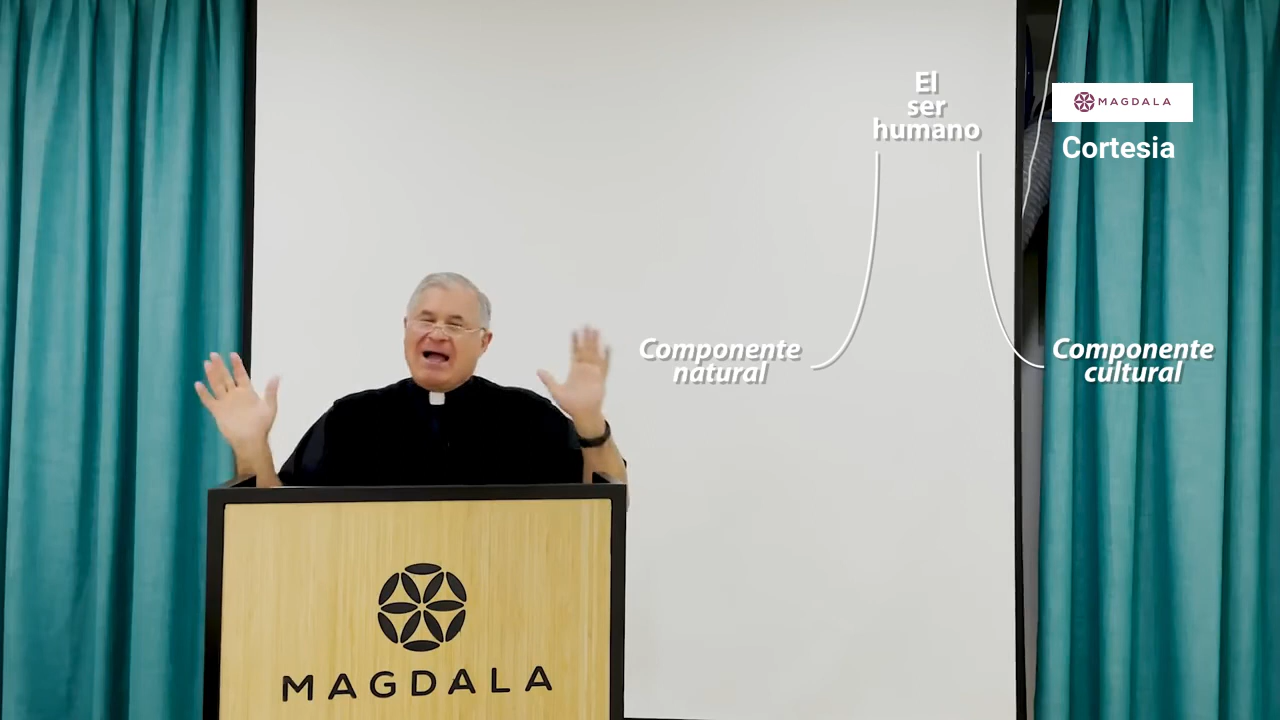 El
ser
humano
MAGDALA
Cortesia
Componente
natural
Componente
cultural
MAGDALA